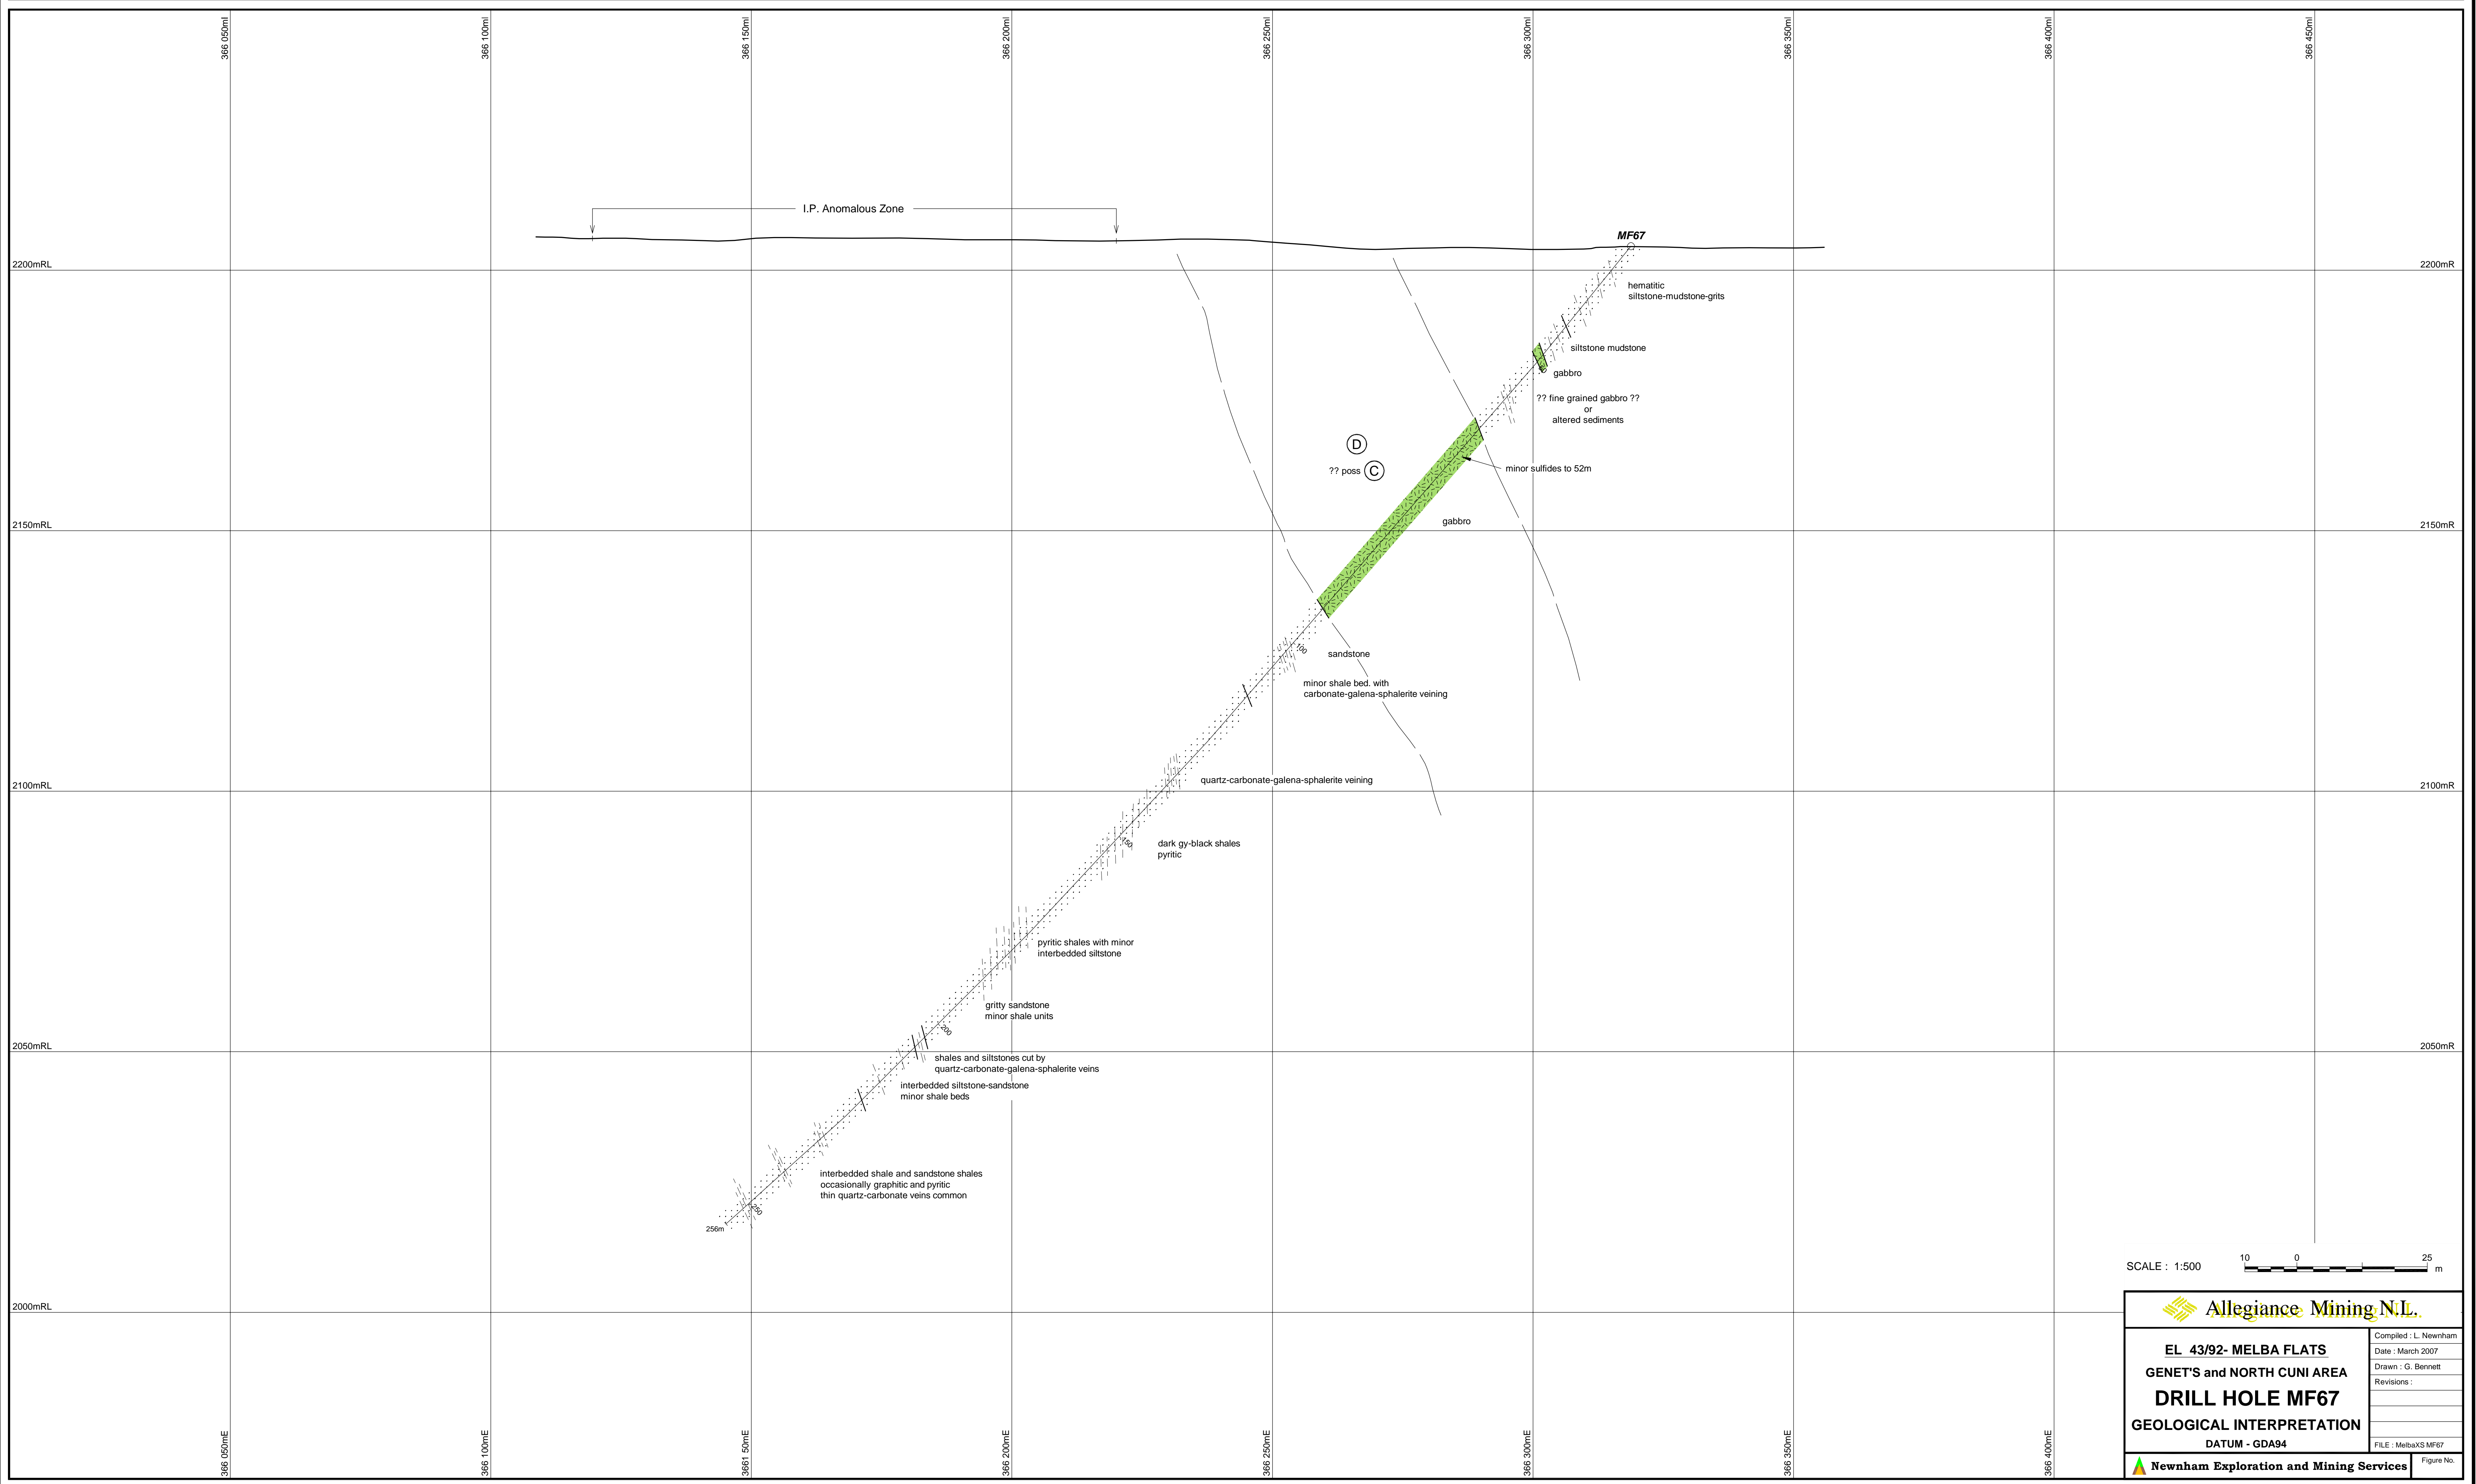 366 050ml
366 100ml
366 150ml
366 200ml
366 250ml
366 300ml
366 350ml
366 400ml
366 450ml
I.P. Anomalous Zone
MF67
2200mRL
2200mR
hematitic
siltstone-mudstone-grits
siltstone mudstone
gabbro
?? fine grained gabbro ??
or
altered sediments
D
?? poss C
minor sulfides to 52m
gabbro
2150mRL
2150mR
100
sandstone
minor shale bed. with
carbonate-galena-sphalerite veining
quartz-carbonate-galena-sphalerite veining
2100mRL
2100mR
150
dark gy-black shales
pyritic
pyritic shales with minor
interbedded siltstone
gritty sandstone
minor shale units
200
2050mRL
2050mR
shales and siltstones cut by
quartz-carbonate-galena-sphalerite veins
interbedded siltstone-sandstone
minor shale beds
interbedded shale and sandstone shales
occasionally graphitic and pyritic
thin quartz-carbonate veins common
250
256m
SCALE : 1:500
10 0 25
m
2000mRL
Allegiance Mining N.L.
EL 43/92- MELBA FLATS
GENET'S and NORTH CUNI AREA
DRILL HOLE MF67
GEOLOGICAL INTERPRETATION
DATUM - GDA94
Compiled : L. Newnham
Date : March 2007
Drawn : G. Bennett
Revisions :
FILE : MelbaXS MF67
Newnham Exploration and Mining Services
Figure No.
366 050mE
366 100mE
3661 50mE
366 200mE
366 250mE
366 300mE
366 350mE
366 400mE